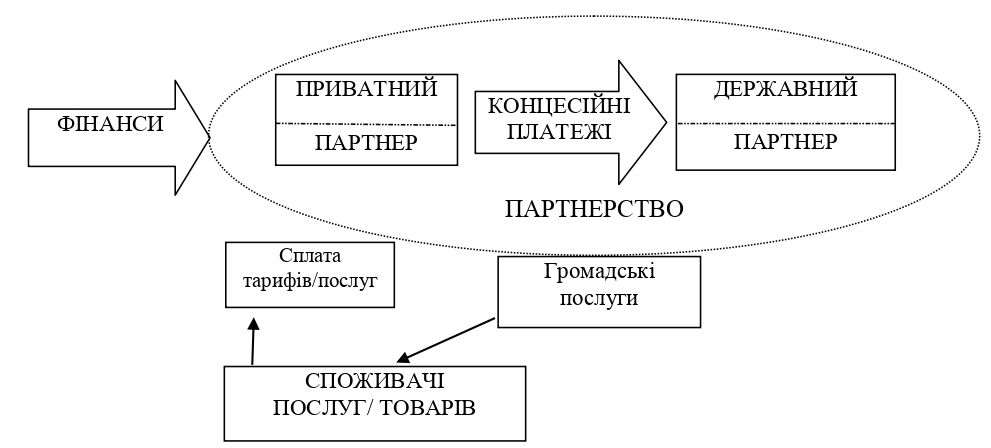 ФІНАНСИ
ПРИВАТНИЙ
ПАРТНЕР
КОНЦЕСІЙНІ
ПЛАТЕЖІ
ДЕРЖАВНИЙ
ПАРТНЕР
ПАРТНЕРСТВО
Сплата
тарифів/послуг
Громадські
послуги
СПОЖИВАЧІ
ПОСЛУГ/ ТОВАРІВ